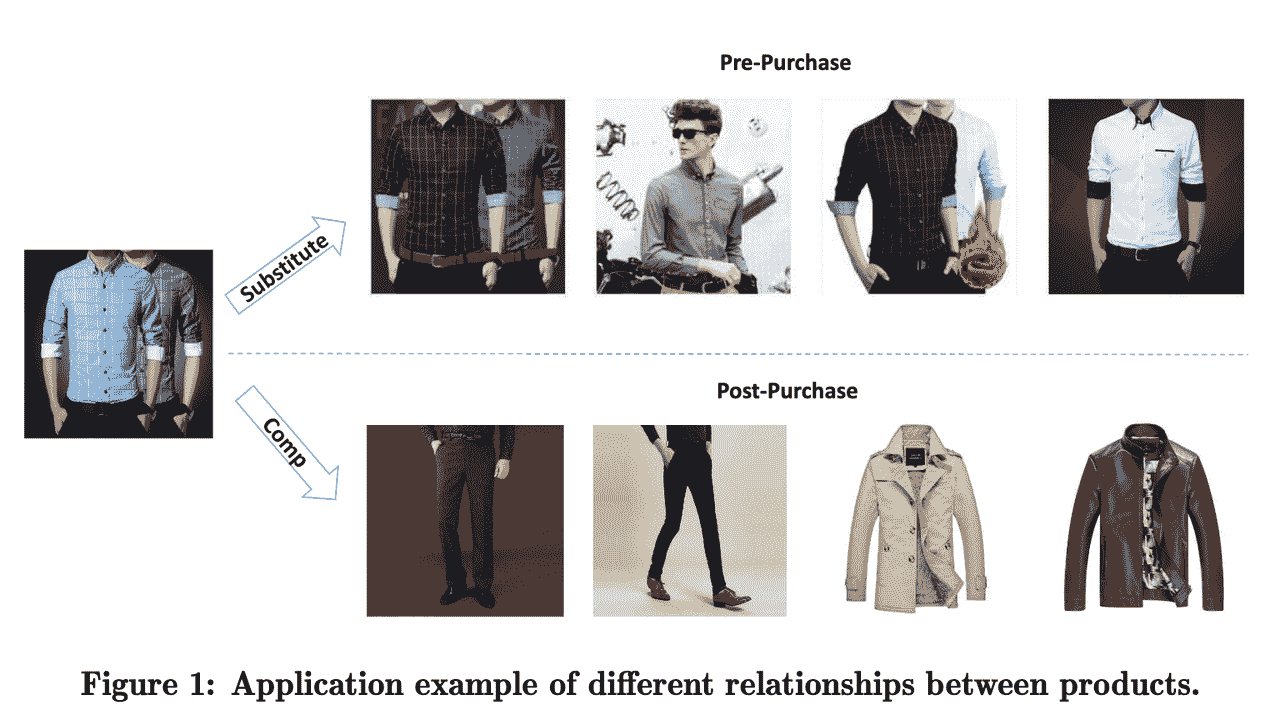 Pre-Purchase
Substitute
Post-Purchase
Comp
Figure 1: Application example of different relationships between products.